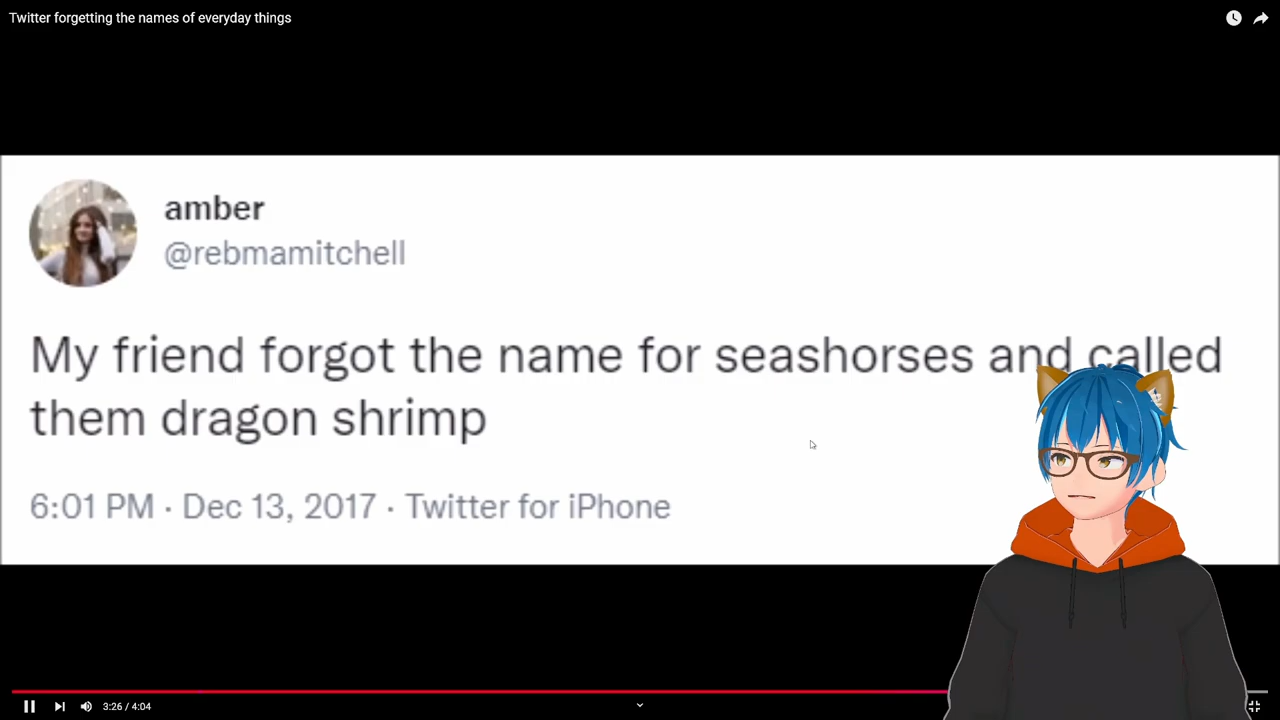 Twitter forgetting the names of everyday things
amber
@rebmamitchell
My friend forgot the name for seashorses and called
them dragon shrimp
6:01 PM · Dec 13, 2017 · Twitter for iPhone
3:26 / 4:04